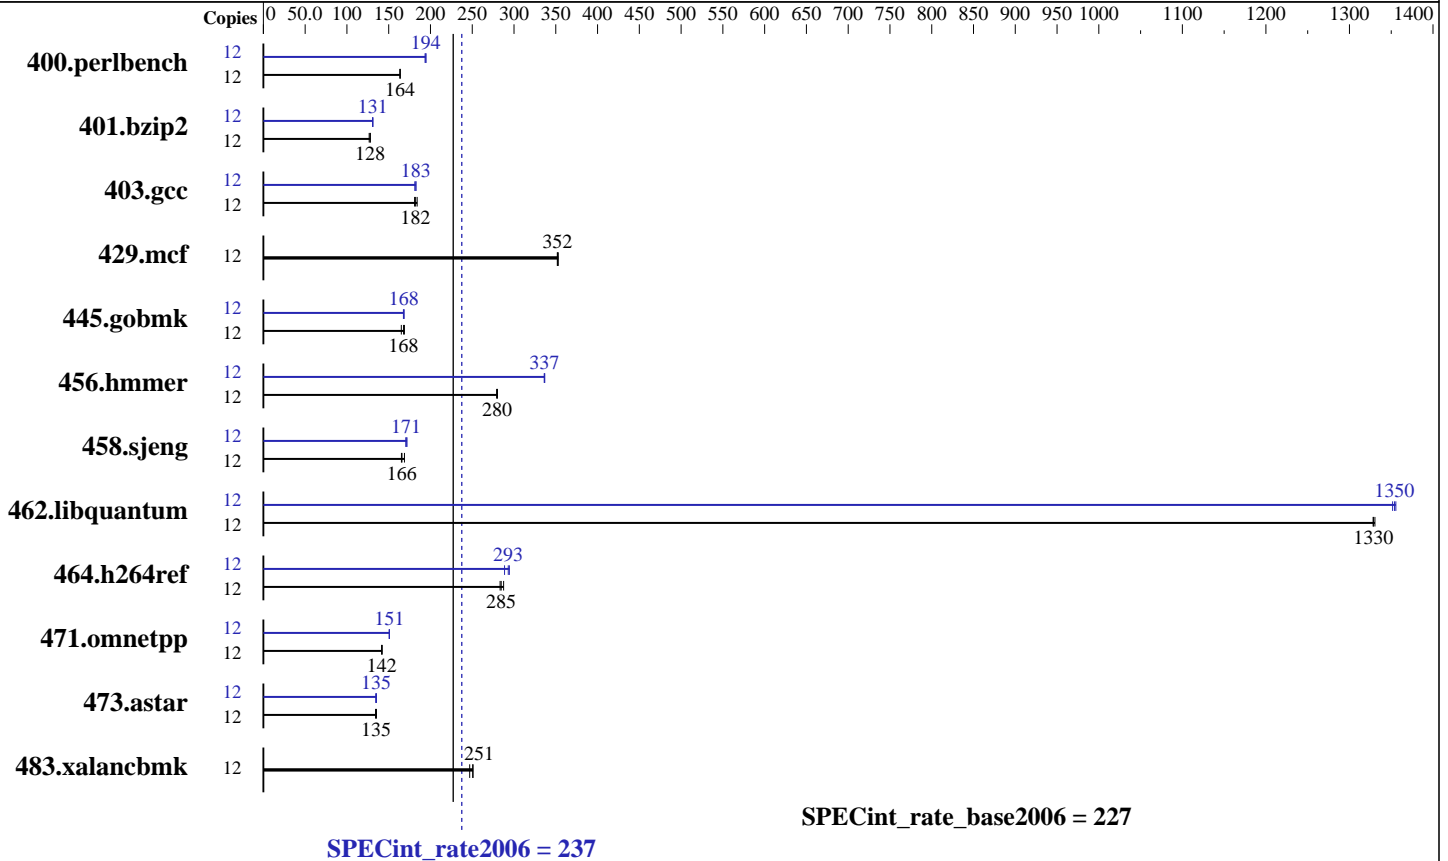 Copies 0 50.0 100 150 200 250 300 350 400 450 500 550 600 650 700 750 800 850 900 950 1000 1100 1200 1300 1400
12 194
400.perlbench
12 164
12 131
401.bzip2
12 128
12 183
403.gcc
12 182
429.mcf 12 352
12 168
445.gobmk
12 168
12 337
456.hmmer
12 280
12 171
458.sjeng
12 166
12 1350
462.libquantum
12 1330
12 293
464.h264ref
12 285
12 151
471.omnetpp
12 142
12 135
473.astar
12 135
483.xalancbmk 12 251
SPECint_rate_base2006 = 227
SPECint_rate2006 = 237